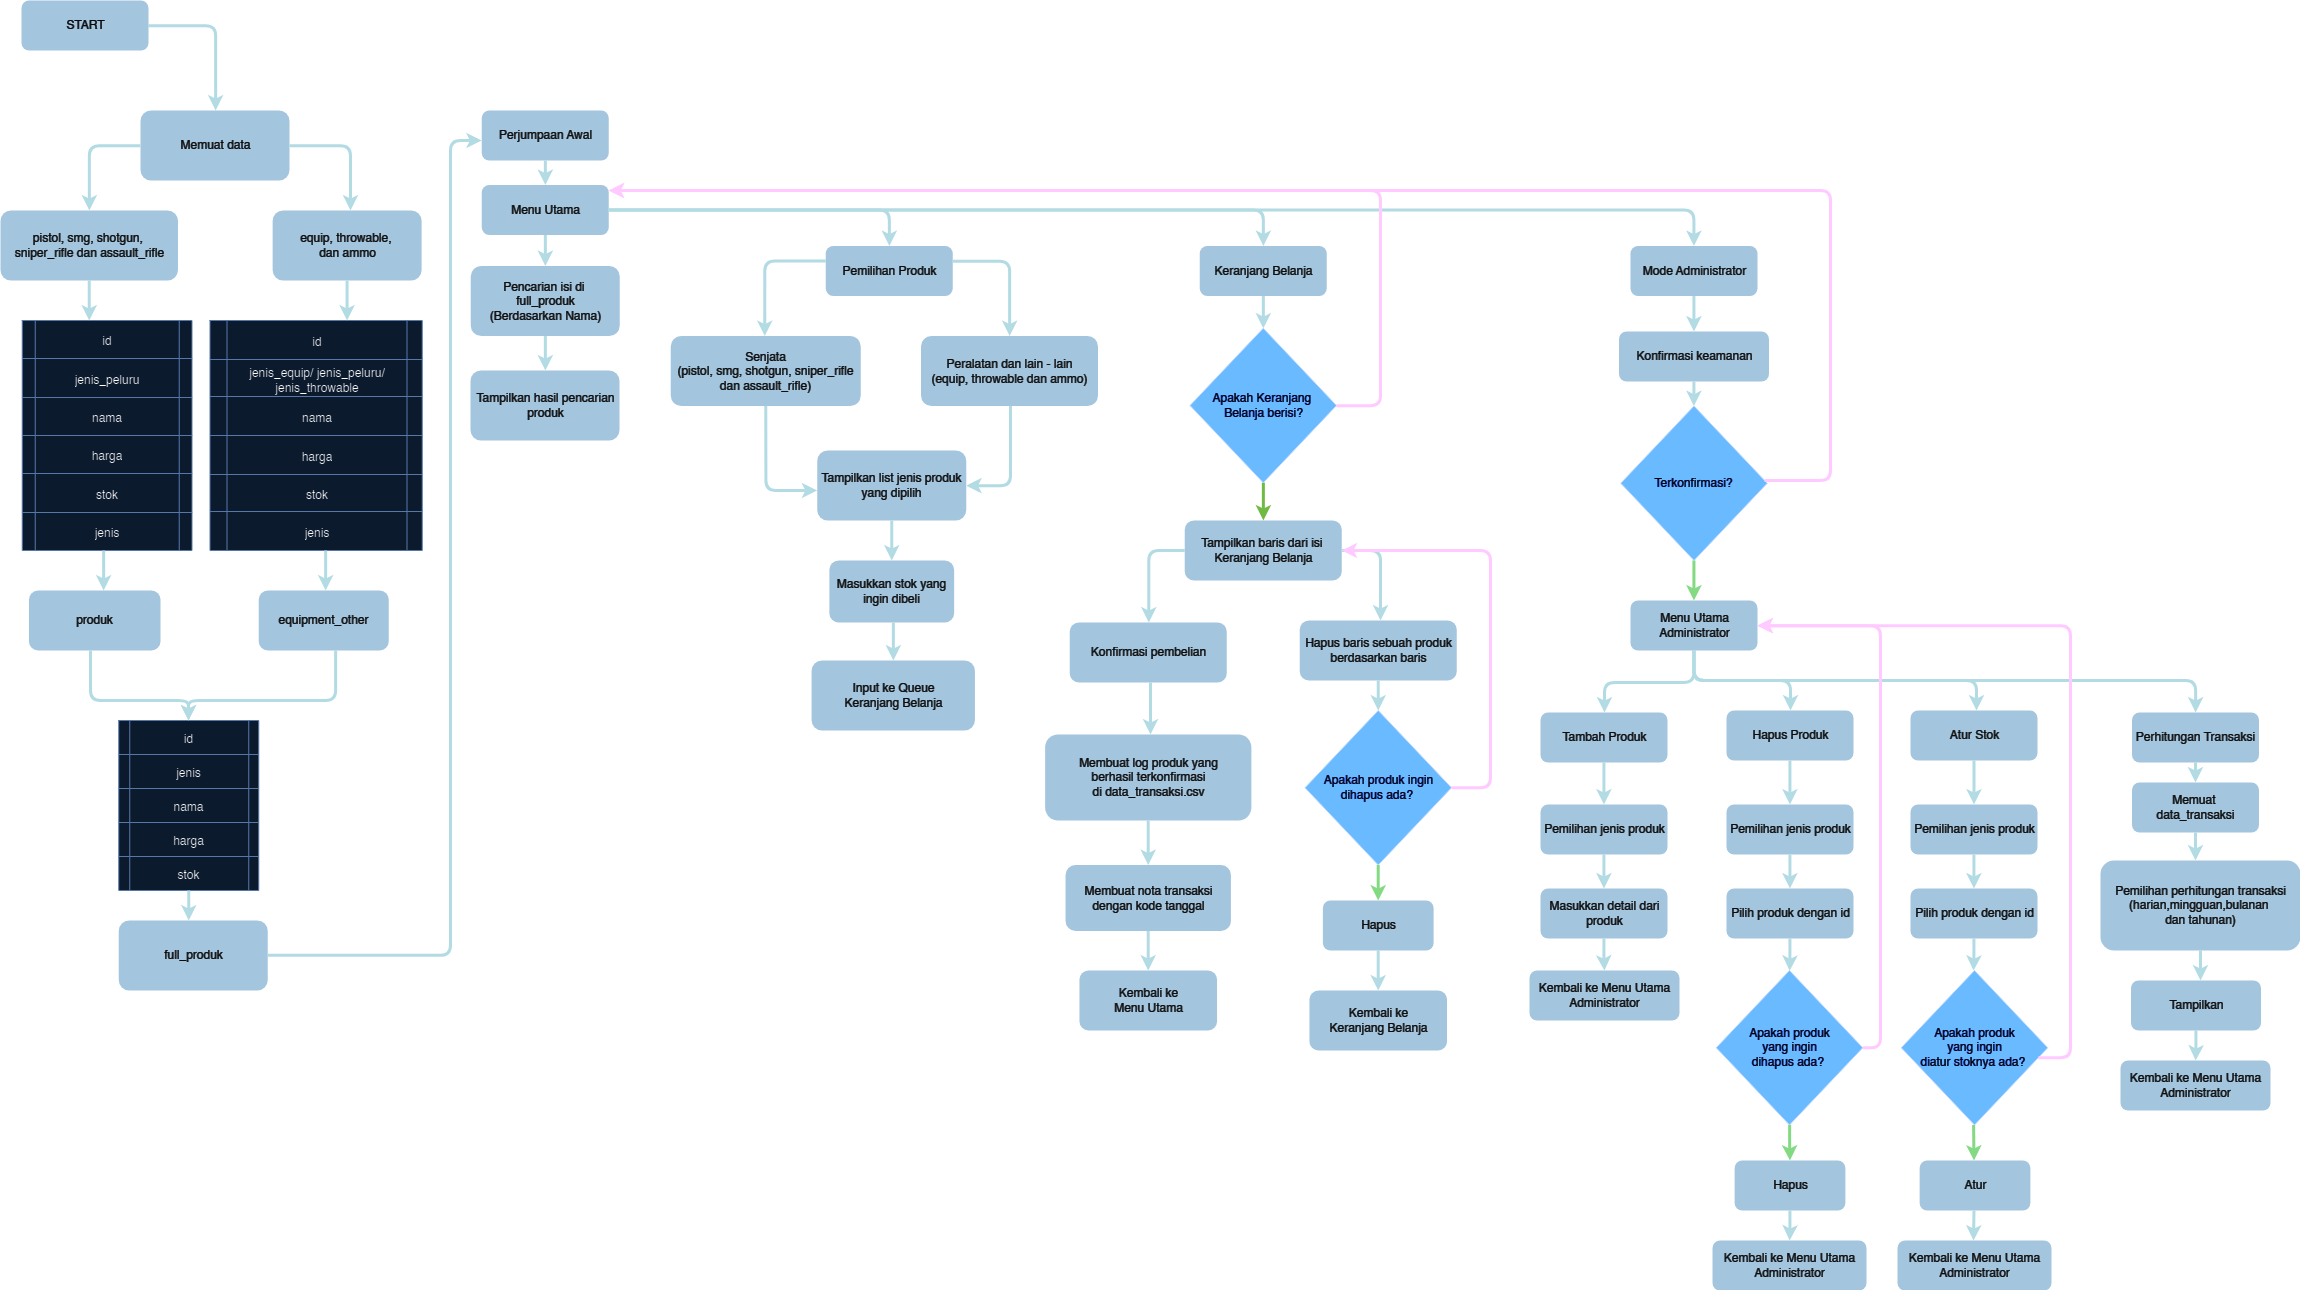 START
Memuat data
pistol, smg, shotgun,
sniper_rifle dan assault_rifle
equip, throwable,
dan ammo
id
jenis_peluru
nama
harga
stok
jenis
id
jenis_equip/ jenis_peluru/
jenis_throwable
nama
harga
stok
jenis
produk
equipment_other
id
jenis
nama
harga
stok
full_produk
Perjumpaan Awal
Menu Utama
Pencarian isi di
full_produk
(Berdasarkan Nama)
Tampilkan hasil pencarian
produk
Pemilihan Produk
Senjata
(pistol, smg, shotgun, sniper_rifle
dan assault_rifle)
Peralatan dan lain - lain
(equip, throwable dan ammo)
Tampilkan list jenis produk
yang dipilih
Masukkan stok yang
ingin dibeli
Input ke Queue
Keranjang Belanja
Keranjang Belanja
Apakah Keranjang
Belanja berisi?
Tampilkan baris dari isi
Keranjang Belanja
Konfirmasi pembelian
Membuat log produk yang
berhasil terkonfirmasi
di data_transaksi.csv
Membuat nota transaksi
dengan kode tanggal
Kembali ke
Menu Utama
Hapus baris sebuah produk
berdasarkan baris
Apakah produk ingin
dihapus ada?
Hapus
Kembali ke
Keranjang Belanja
Mode Administrator
Konfirmasi keamanan
Terkonfirmasi?
Menu Utama
Administrator
Tambah Produk
Pemilihan jenis produk
Masukkan detail dari
produk
Kembali ke Menu Utama
Administrator
Hapus Produk
Pemilihan jenis produk
Pilih produk dengan id
Apakah produk
yang ingin
dihapus ada?
Hapus
Kembali ke Menu Utama
Administrator
Atur Stok
Pemilihan jenis produk
Pilih produk dengan id
Apakah produk
yang ingin
diatur stoknya ada?
Atur
Kembali ke Menu Utama
Administrator
Perhitungan Transaksi
Memuat
data_transaksi
Pemilihan perhitungan transaksi
(harian,mingguan,bulanan
dan tahunan)
Tampilkan
Kembali ke Menu Utama
Administrator